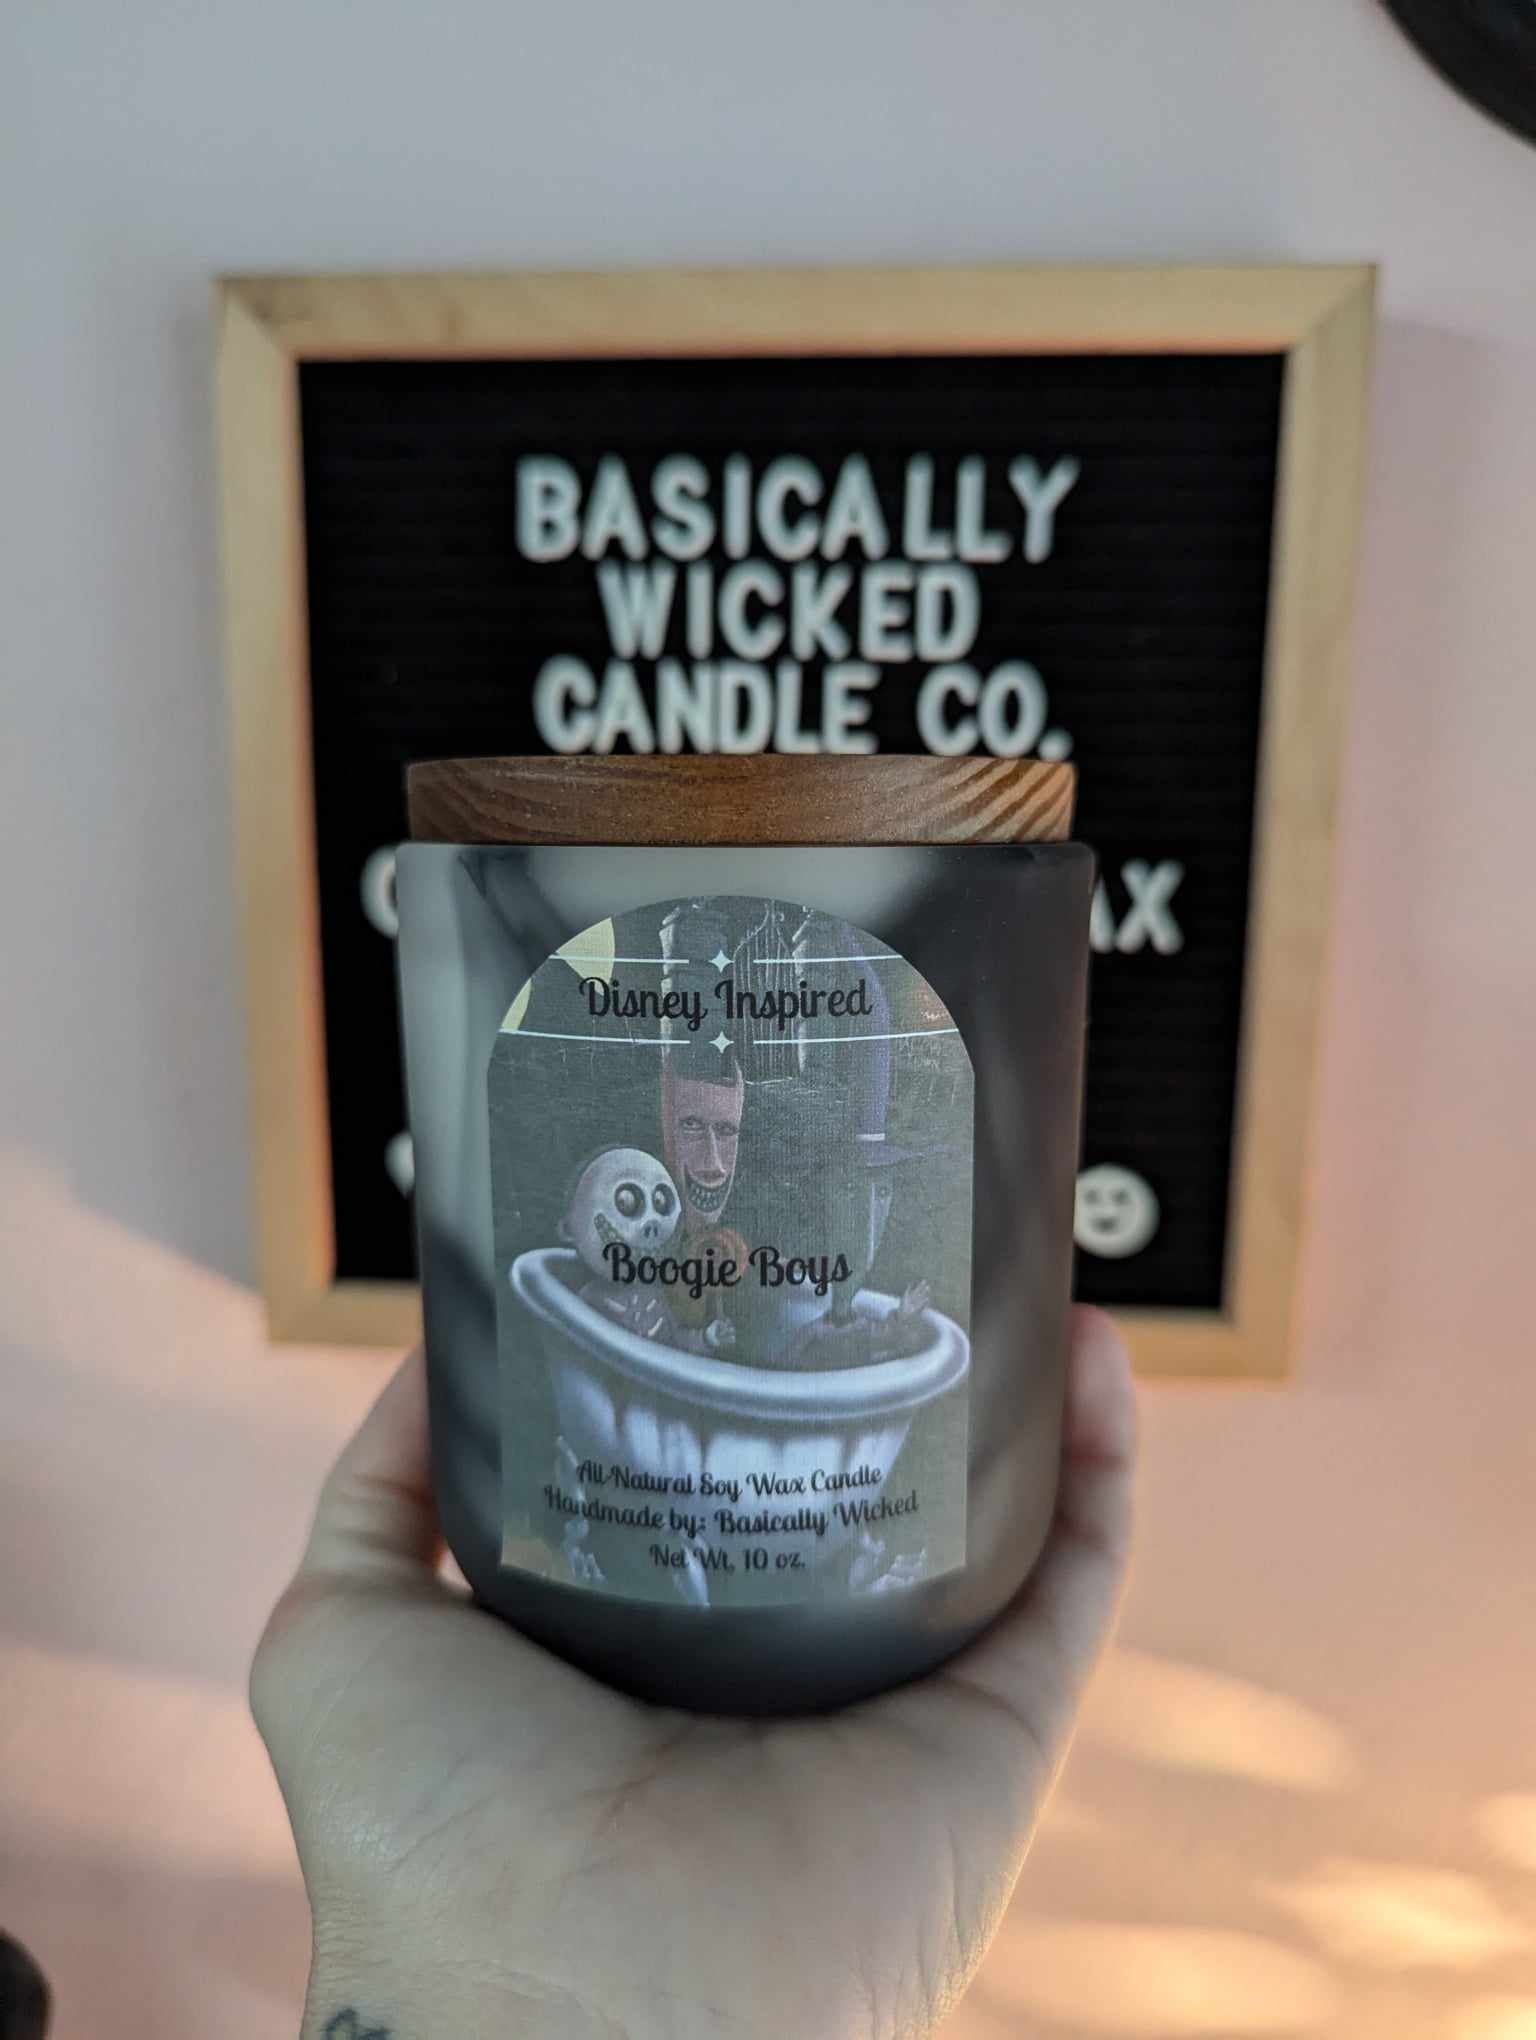 BASICALLY
WICKED
CANDLE CO.
AX
Disney Inspired
Boogie Boys
All-Natural Soy Wax Candle
Handmade by: Basically Wicked
Net Wt, 10 oz.